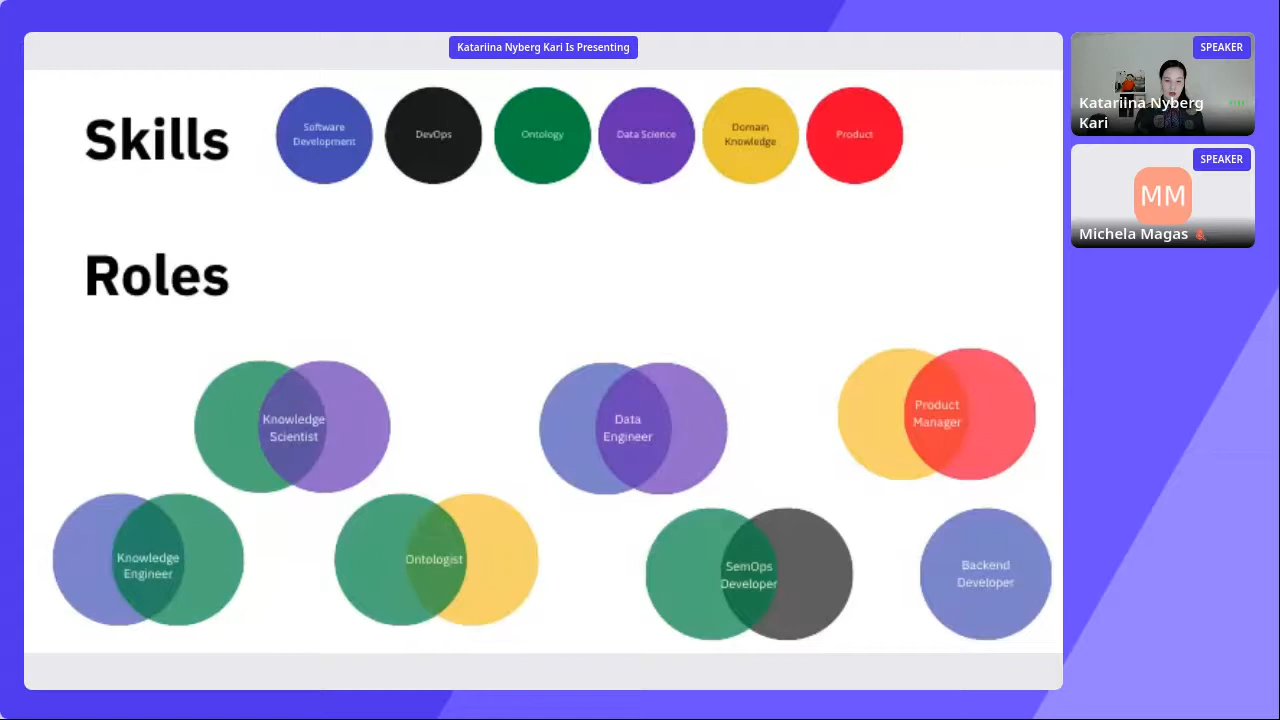 Katariina Nyberg Kari Is Presenting
SPEAKER
Katariina Nyberg
Kari
SPEAKER
MM
Michela Magas
Skills
Software
Development
DevOps
Ontology
Data Science
Domain
Knowledge
Product
Roles
Knowledge
Scientist
Data
Engineer
Product
Manager
Knowledge
Engineer
Ontologist
SemOps
Developer
Backend
Developer